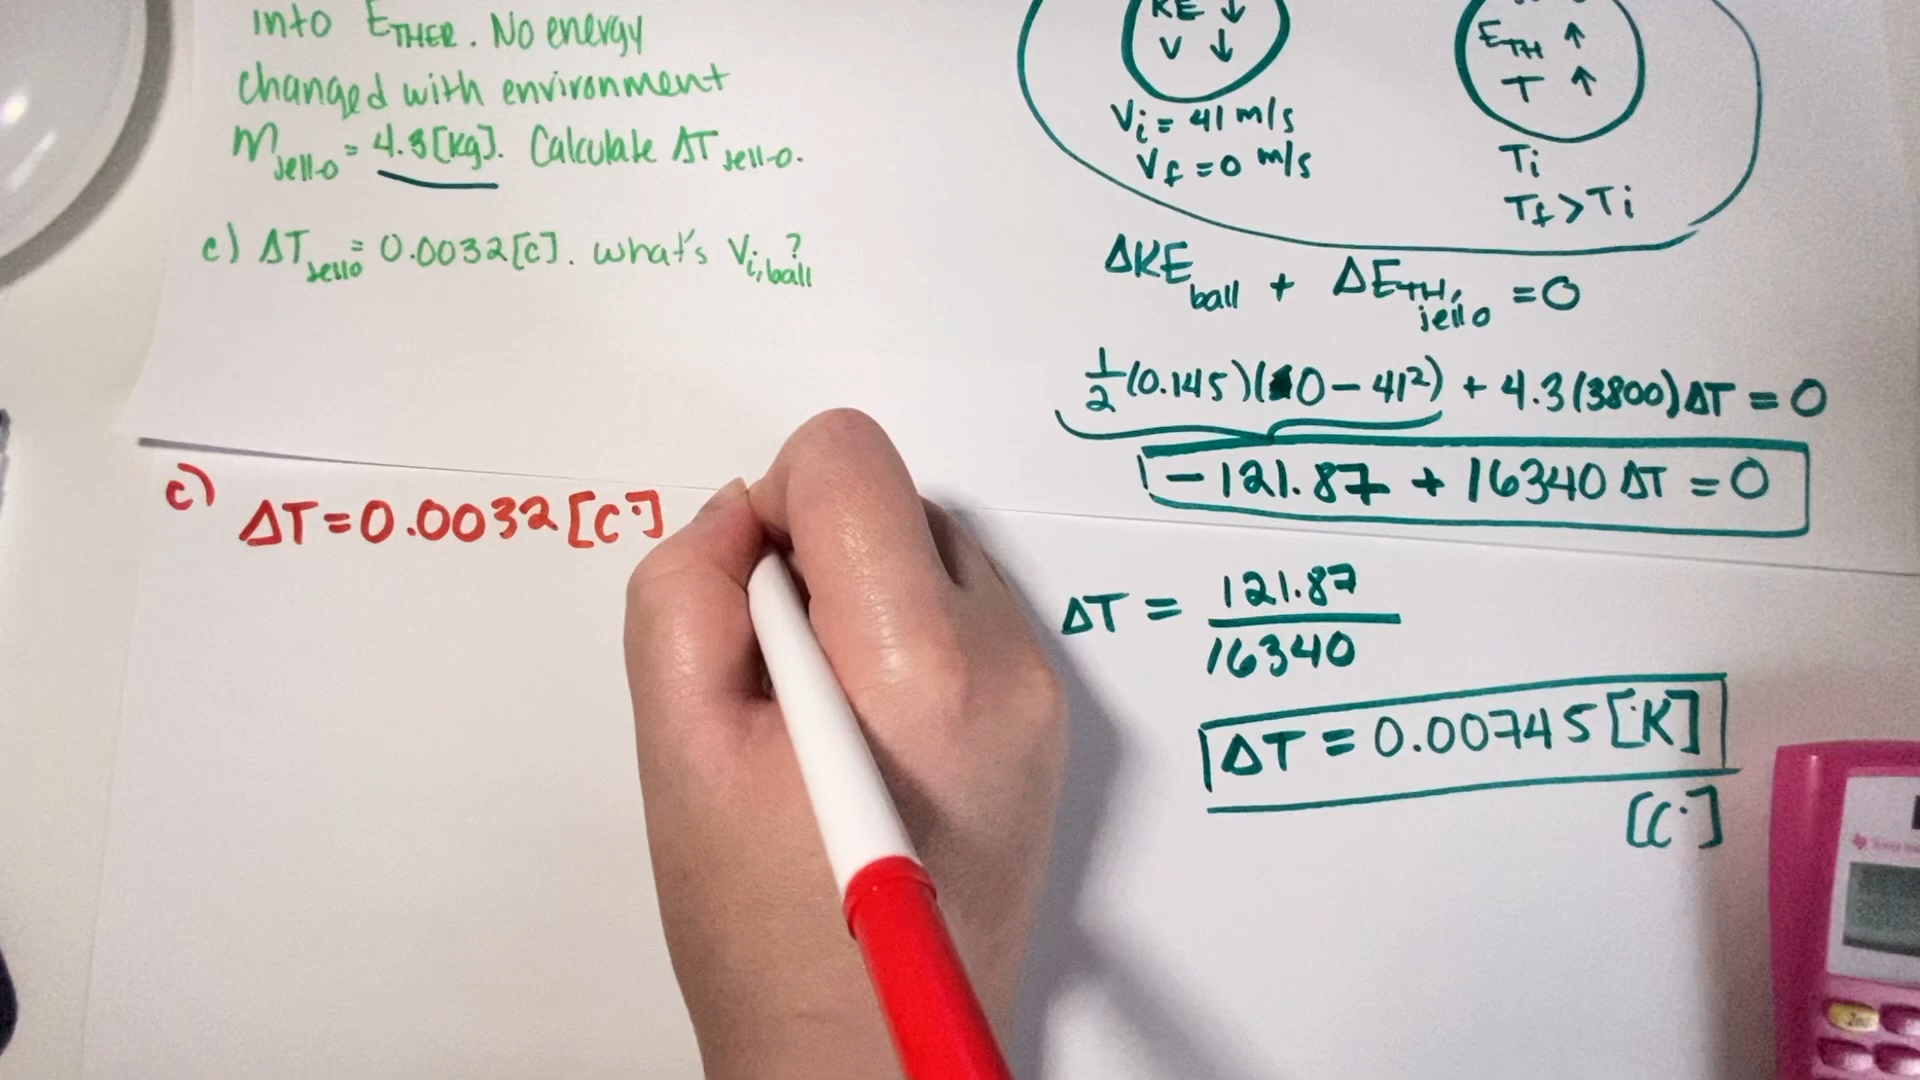 into ETHER. No energy
changed with environment
Mjell-o = 4.3[kg]. Calculate ΔT jell-o.
c) ΔTjello = 0.0032[C]. what's Vi,ball?
KE ↓
V ↓
Vi = 41 m/s
Vf = 0 m/s
ETH ↑
T ↑
Ti
Tf > Ti
ΔKEball + ΔETH,jello = 0
1/2(0.145)(0 - 41²) + 4.3(3800)ΔT = 0
-121.87 + 16340ΔT = 0
ΔT = 121.87/16340
ΔT = 0.00745[·K]
[C·]
c) ΔT = 0.0032[C·]